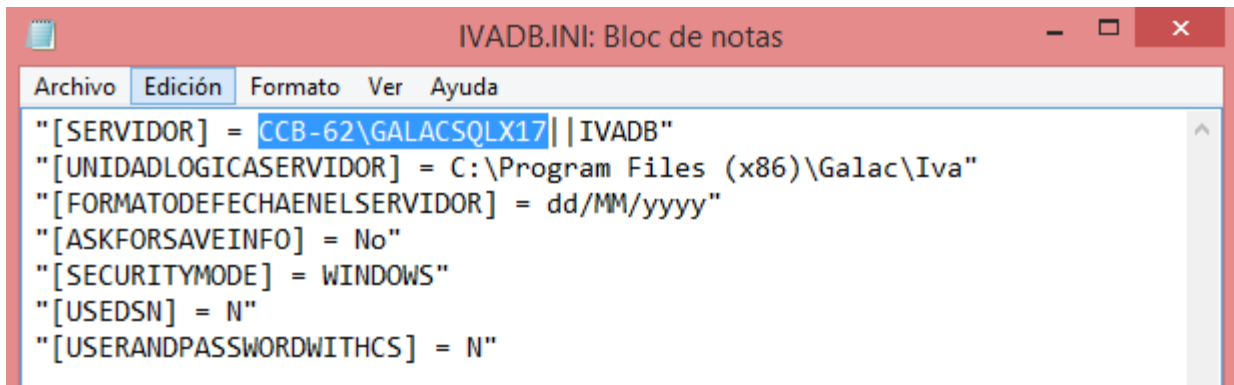 IVADB.INI: Bloc de notas
Archivo Edición Formato Ver Ayuda
"[SERVIDOR] = CCB-62\GALACSQLX17||IVADB"
"[UNIDADLOGICASERVIDOR] = C:\Program Files (x86)\Galac\Iva"
"[FORMATODEFECHAENELSERVIDOR] = dd/MM/yyyy"
"[ASKFORSAVEINFO] = No"
"[SECURITYMODE] = WINDOWS"
"[USEDSN] = N"
"[USERANDPASSWORDWITHCS] = N"